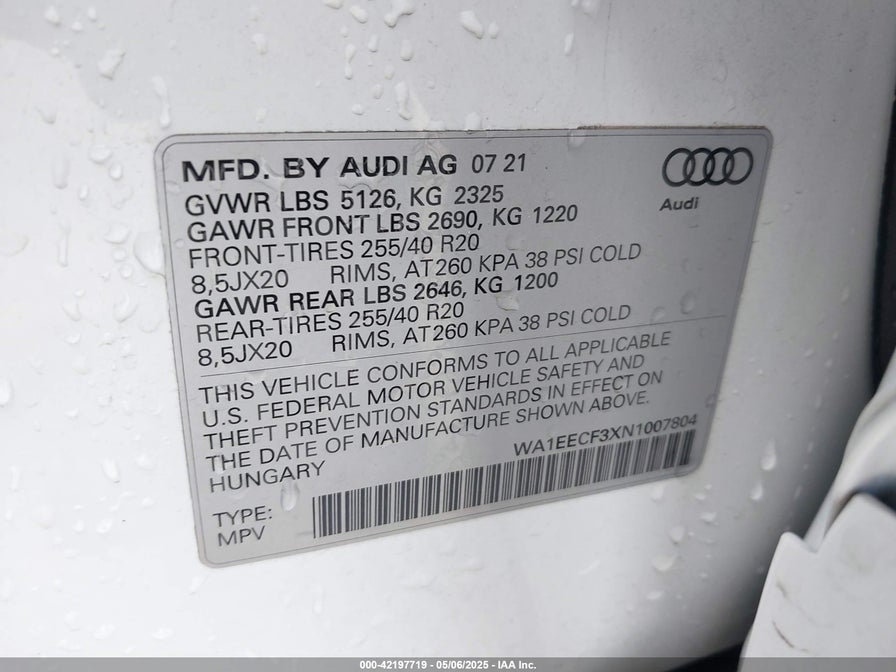 MFD. BY AUDI AG 07 21
GVWR LBS 5126, KG 2325
GAWR FRONT LBS 2690, KG 1220
FRONT-TIRES 255/40 R20
8,5JX20 RIMS, AT260 KPA 38 PSI COLD
GAWR REAR LBS 2646, KG 1200
REAR-TIRES 255/40 R20
8,5JX20 RIMS, AT260 KPA 38 PSI COLD
Audi
THIS VEHICLE CONFORMS TO ALL APPLICABLE
U.S. FEDERAL MOTOR VEHICLE SAFETY AND
THEFT PREVENTION STANDARDS IN EFFECT ON
THE DATE OF MANUFACTURE SHOWN ABOVE.
HUNGARY
WA1EECF3XN1007804
TYPE:
MPV
000-42197719 - 05/06/2025 - IAA Inc.